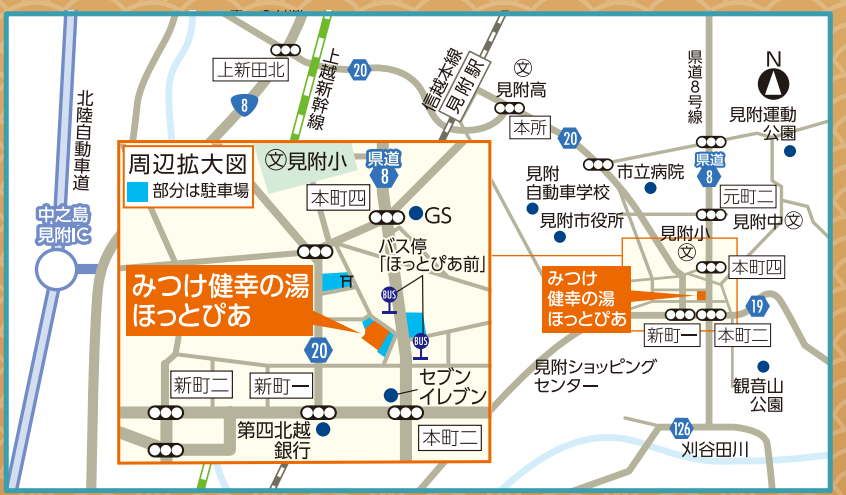 上新田北
20
8
上越新幹線
信越本線
見附駅
文
見附高
本所
20
県道8号線
N
見附運動
公園
北陸自動車道
中之島
見附IC
市立病院
県道
8
見附
自動車学校
元町二
見附市役所
見附中文
見附小
文
本町四
みつけ
健幸の湯
ほっとぴあ
19
新町一
本町二
見附ショッピング
センター
観音山
公園
126
刈谷田川
周辺拡大図
部分は駐車場
文見附小
県道
8
本町四
GS
バス停
「ほっとぴあ前」
BUS
BUS
みつけ健幸の湯
ほっとぴあ
20
セブン
イレブン
新町二
新町一
第四北越
銀行
本町二